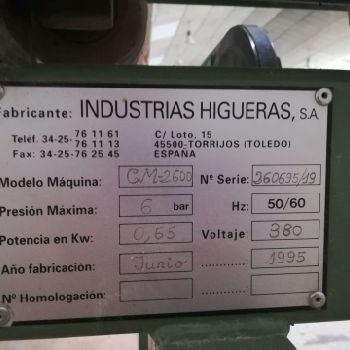 Fabricante: INDUSTRIAS HIGUERAS, S.A.
Teléf. 34-25- 76 11 61 C/ Loto, 15
76 11 13 45500-TORRIJOS (TOLEDO)
Fax: 34-25-76 25 45 ESPAÑA
Modelo Máquina: CM-2600 Nº Serie: 260695/19
Presión Máxima: 6 bar Hz: 50/60
Potencia en Kw: 0,65 Voltaje: 380
Año fabricación: Junio ............ 1995
Nº Homologación: ............